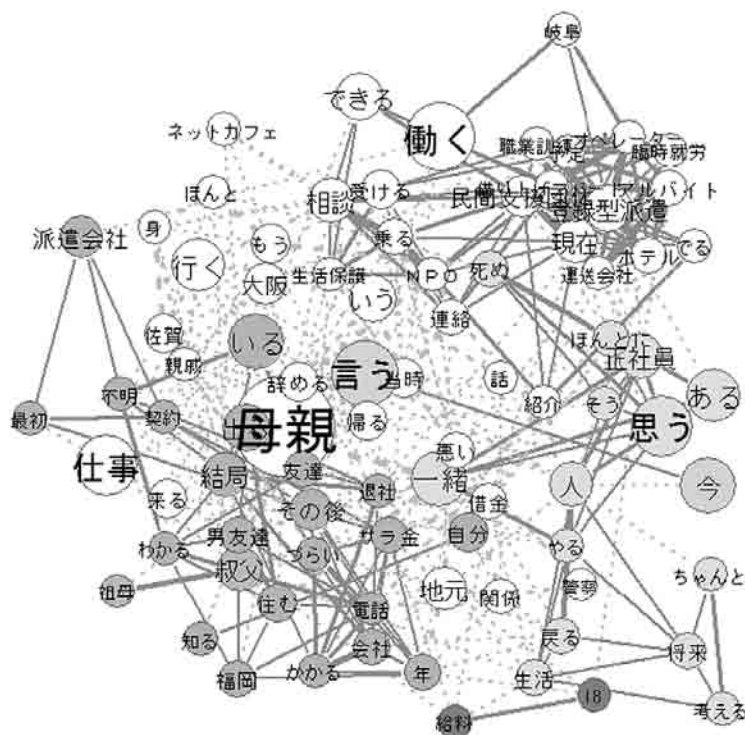 岐阜
できる
働く
ネットカフェ
職業訓練
オペレーター
臨時就労
ほんと
受ける
アルバイト
相談
民間支援団体
登録型派遣
身
派遣会社
もう
乗る
現在
でる
行く
大阪
生活保護
NPO
死ぬ
ホテル
運送会社
いう
連絡
佐賀
いる
ほんとに
正社員
親戚
辞める
言う
当時
話
不明
紹介
そう
ある
最初
契約
母親
帰る
思う
仕事
悪い
結局
友達
退社
一緒
人
今
来る
その後
借金
わかる
男友達
づらい
サラ金
自分
やる
叔父
ちゃんと
祖母
住む
電話
地元
関係
警察
知る
会社
戻る
将来
福岡
かかる
年
生活
給料
18
考える